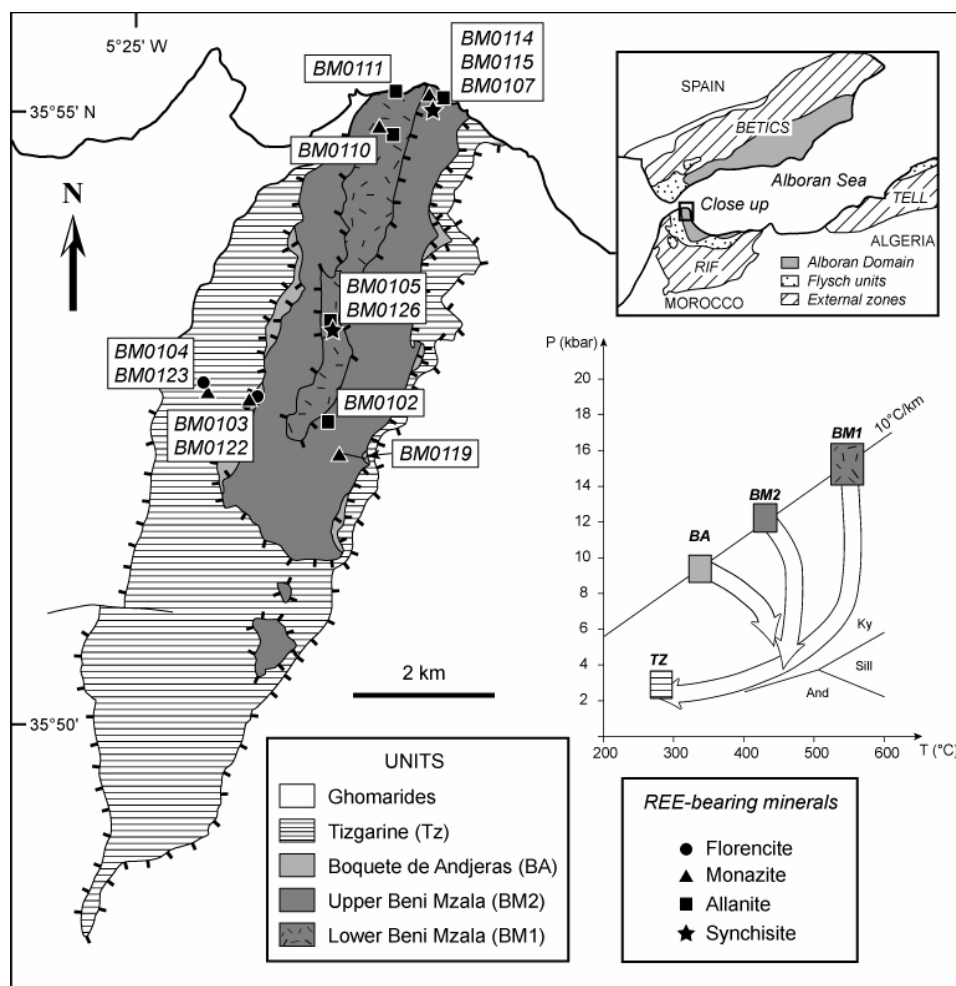 5°25' W
35°55' N
N
BM0111
BM0114
BM0115
BM0107
BM0110
BM0105
BM0126
BM0104
BM0123
BM0103
BM0122
BM0102
BM0119
35°50'
2 km
SPAIN
BETICS
Alboran Sea
Close up
TELL
ALGERIA
RIF
MOROCCO
Alboran Domain
Flysch units
External zones
P (kbar)
20
18
16
14
12
10
8
6
4
2
10°C/km
BM1
BM2
BA
TZ
Ky
Sill
And
200
300
400
500
600
T (°C)
UNITS
Ghomarides
Tizgarine (Tz)
Boquete de Andjeras (BA)
Upper Beni Mzala (BM2)
Lower Beni Mzala (BM1)
REE-bearing minerals
Florencite
Monazite
Allanite
Synchisite